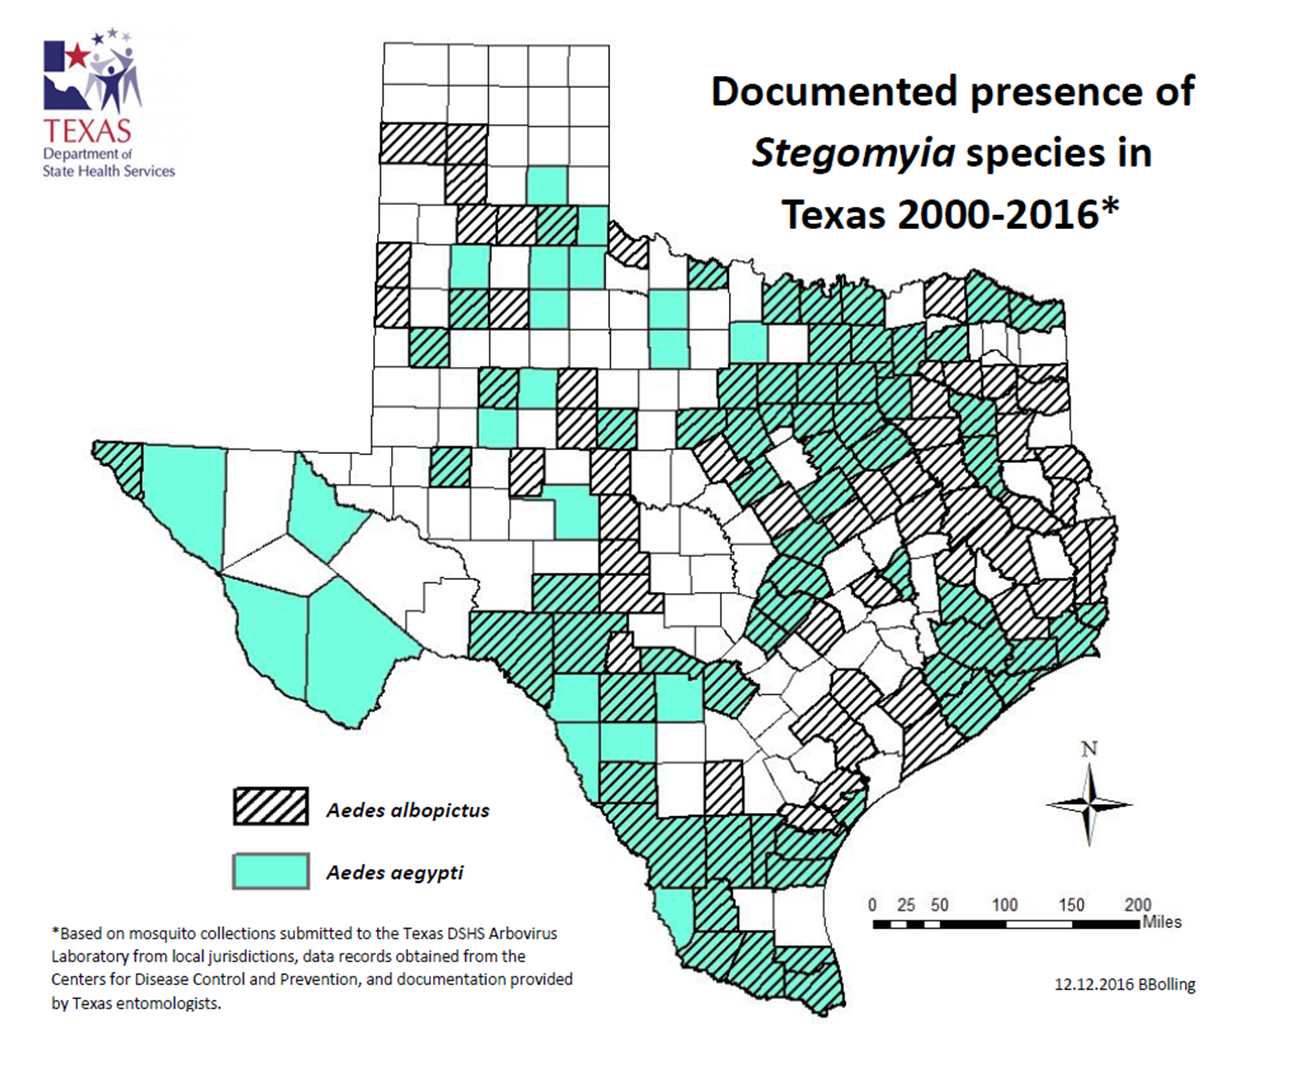 TEXAS
Department of
State Health Services
Documented presence of
Stegomyia species in
Texas 2000-2016*
Aedes albopictus
Aedes aegypti
*Based on mosquito collections submitted to the Texas DSHS Arbovirus
Laboratory from local jurisdictions, data records obtained from the
Centers for Disease Control and Prevention, and documentation provided
by Texas entomologists.
N
0 25 50 100 150 200
Miles
12.12.2016 BBolling